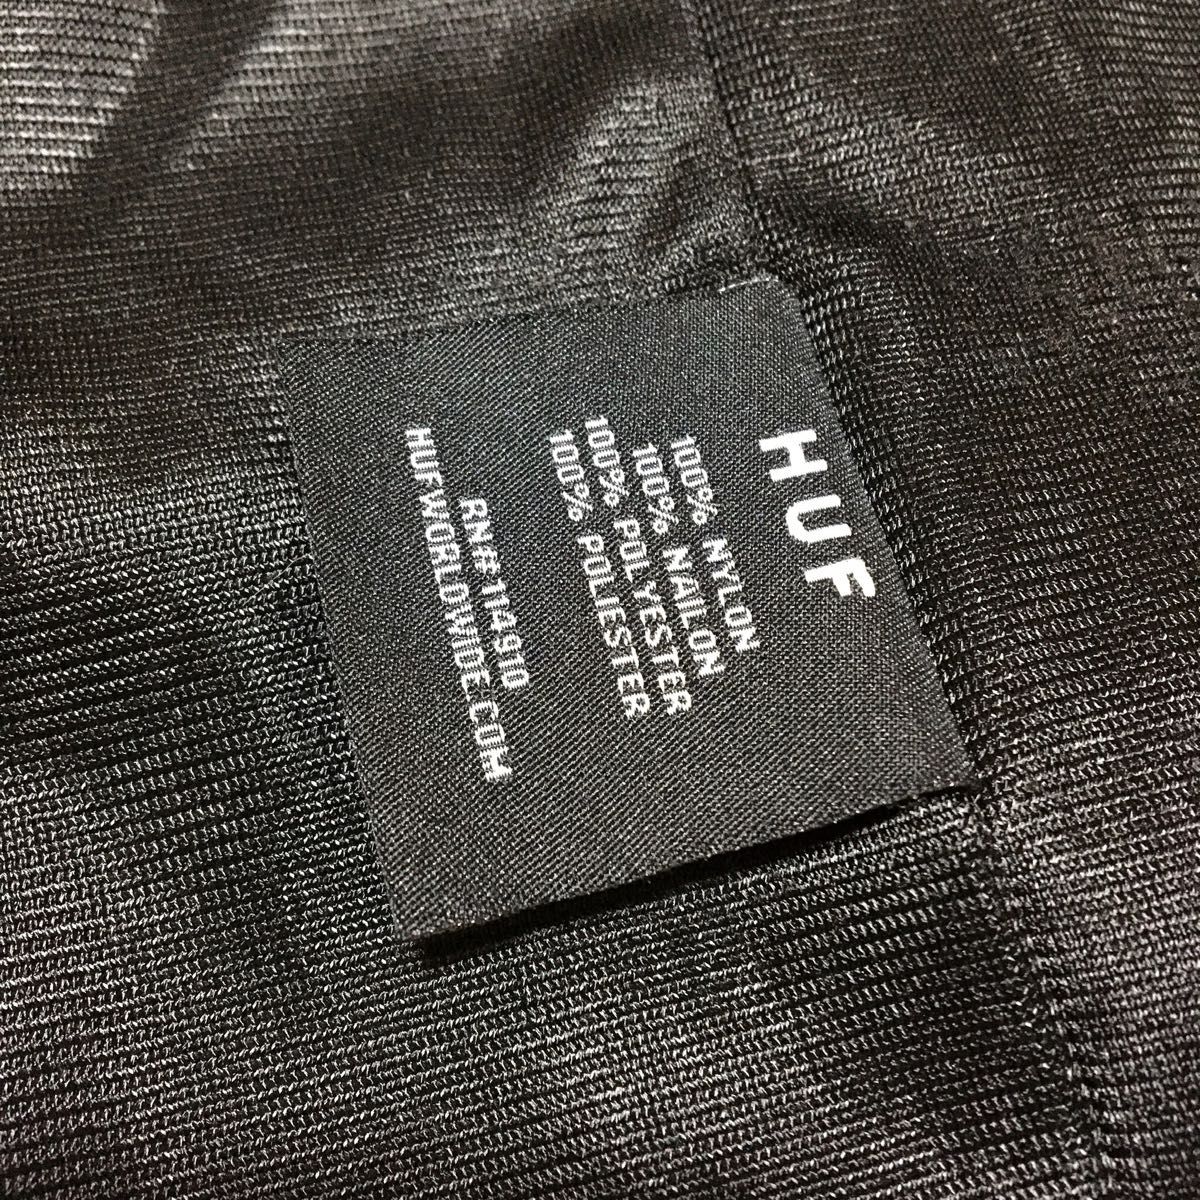 HUF
100% NYLON
100% NAILON
100% POLYESTER
100% POLIESTER
RN# 114910
HUFWORLDWIDE.COM